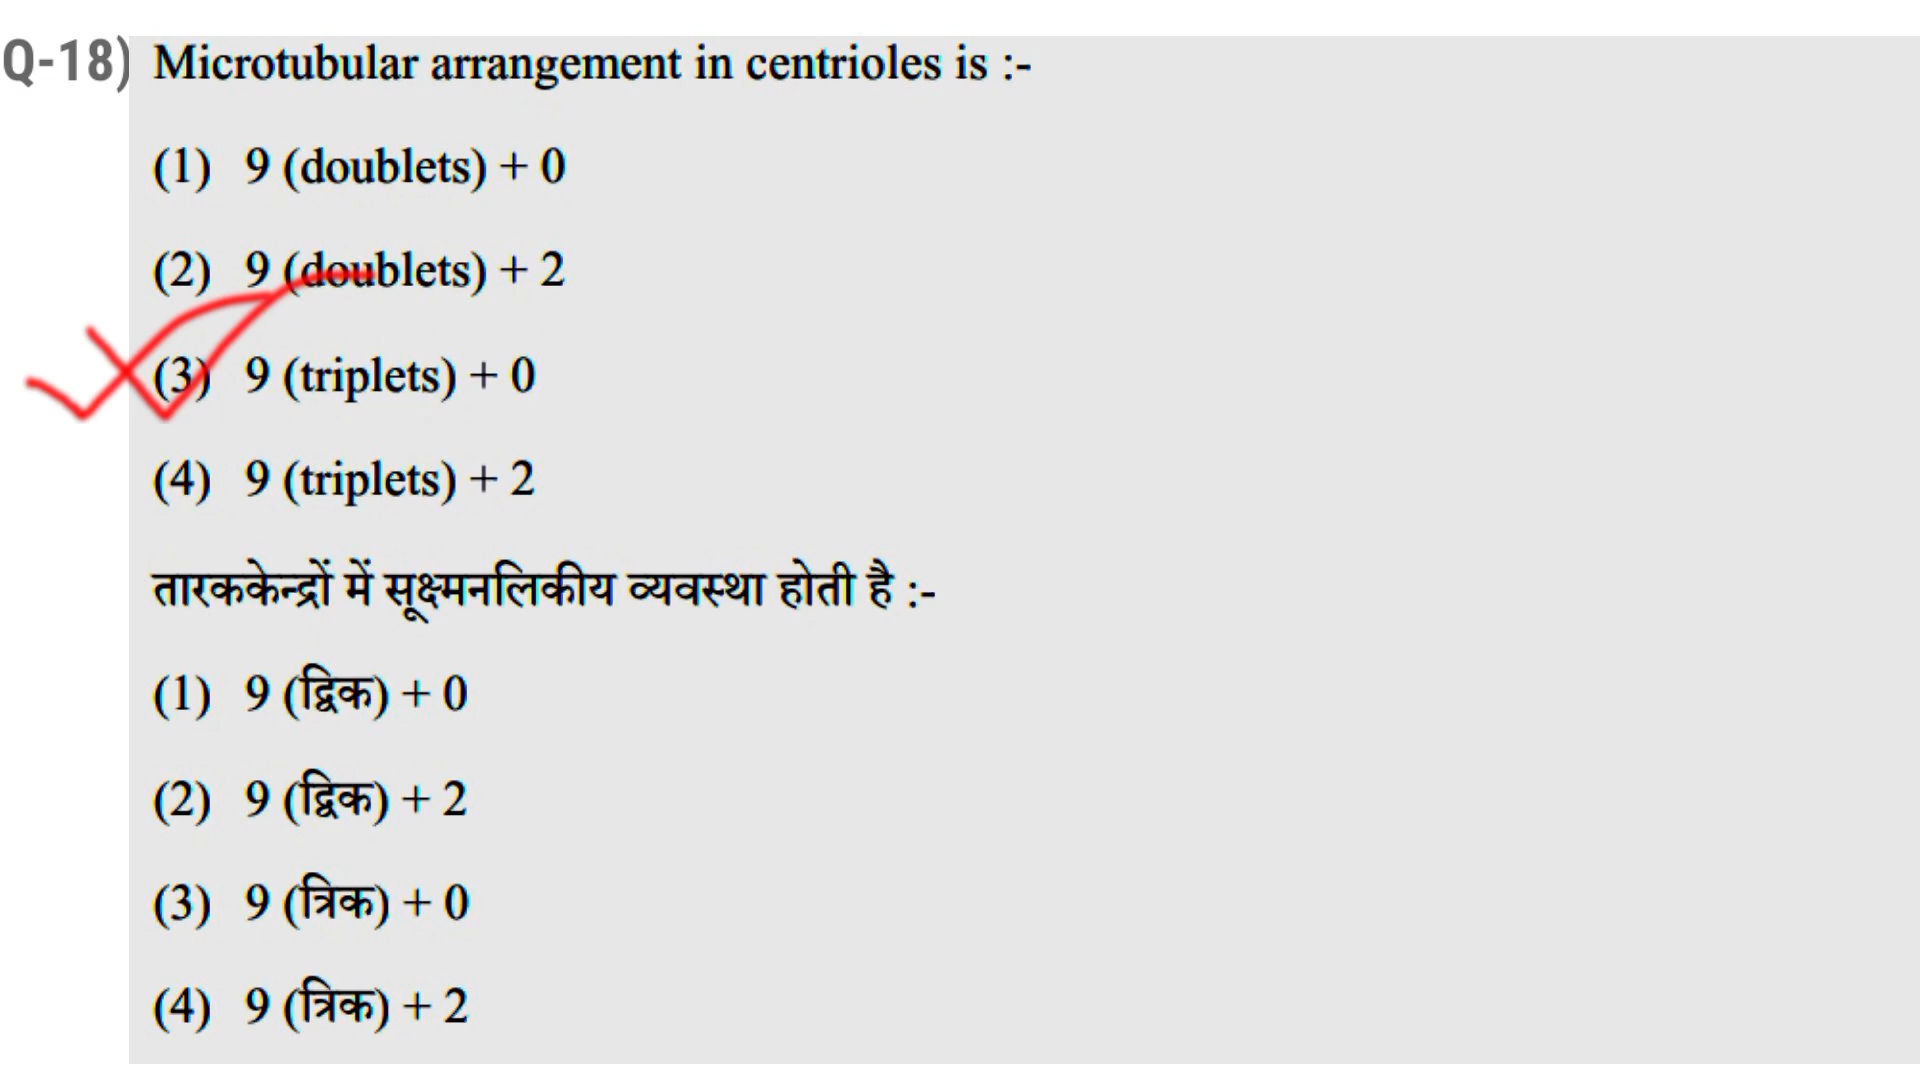 Q-18) Microtubular arrangement in centrioles is :-
(1) 9 (doublets) + 0
(2) 9 (doublets) + 2
(3) 9 (triplets) + 0
(4) 9 (triplets) + 2
तारककेन्द्रों में सूक्ष्मनलिकीय व्यवस्था होती है :-
(1) 9 (द्विक) + 0
(2) 9 (द्विक) + 2
(3) 9 (त्रिक) + 0
(4) 9 (त्रिक) + 2